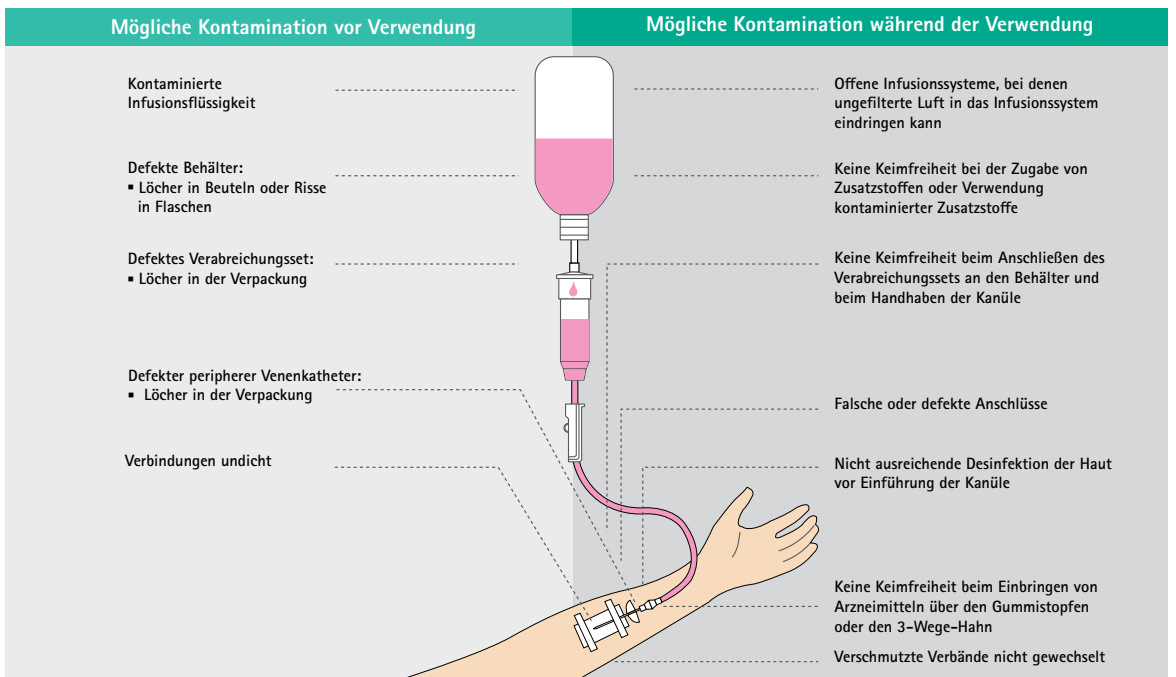 Mögliche Kontamination vor Verwendung
Mögliche Kontamination während der Verwendung
Kontaminierte
Infusionsflüssigkeit
Defekte Behälter:
▪ Löcher in Beuteln oder Risse
in Flaschen
Defektes Verabreichungsset:
▪ Löcher in der Verpackung
Defekter peripherer Venenkatheter:
▪ Löcher in der Verpackung
Verbindungen undicht
Offene Infusionssysteme, bei denen
ungefilterte Luft in das Infusionssystem
eindringen kann
Keine Keimfreiheit bei der Zugabe von
Zusatzstoffen oder Verwendung
kontaminierter Zusatzstoffe
Keine Keimfreiheit beim Anschließen des
Verabreichungssets an den Behälter und
beim Handhaben der Kanüle
Falsche oder defekte Anschlüsse
Nicht ausreichende Desinfektion der Haut
vor Einführung der Kanüle
Keine Keimfreiheit beim Einbringen von
Arzneimitteln über den Gummistopfen
oder den 3-Wege-Hahn
Verschmutzte Verbände nicht gewechselt